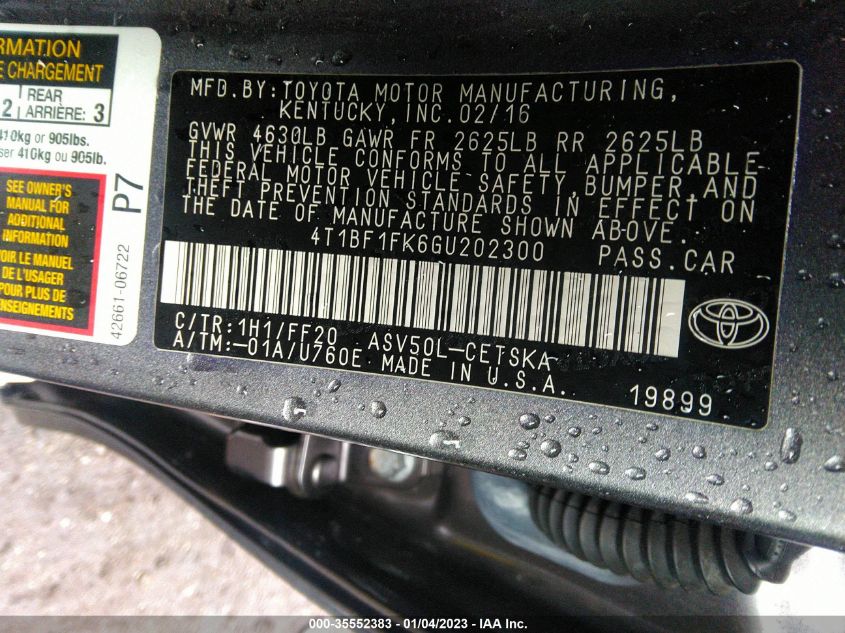 RMATION
E CHARGEMENT
2 REAR
ARRIÈRE: 3
410kg or 905lbs.
ser 410kg ou 905lb.
SEE OWNER'S
MANUAL FOR
ADDITIONAL
INFORMATION
OIR LE MANUEL
DE L'USAGER
POUR PLUS DE
ENSEIGNEMENTS
P7
42661-06722
MFD.BY:TOYOTA MOTOR MANUFACTURING,
KENTUCKY,INC.02/16
GVWR 4630LB GAWR FR 2625LB RR 2625LB
THIS VEHICLE CONFORMS TO ALL APPLICABLE
FEDERAL MOTOR VEHICLE SAFETY,BUMPER,AND
THEFT PREVENTION STANDARDS IN EFFECT ON
THE DATE OF MANUFACTURE SHOWN ABOVE.
4T1BF1FK6GU202300 PASS.CAR
C/TR:1H1/FF20 ASV50L-CETSKA
A/TM:-01A/U760E MADE IN U.S.A.
19899
000-35552383 - 01/04/2023 - IAA Inc.